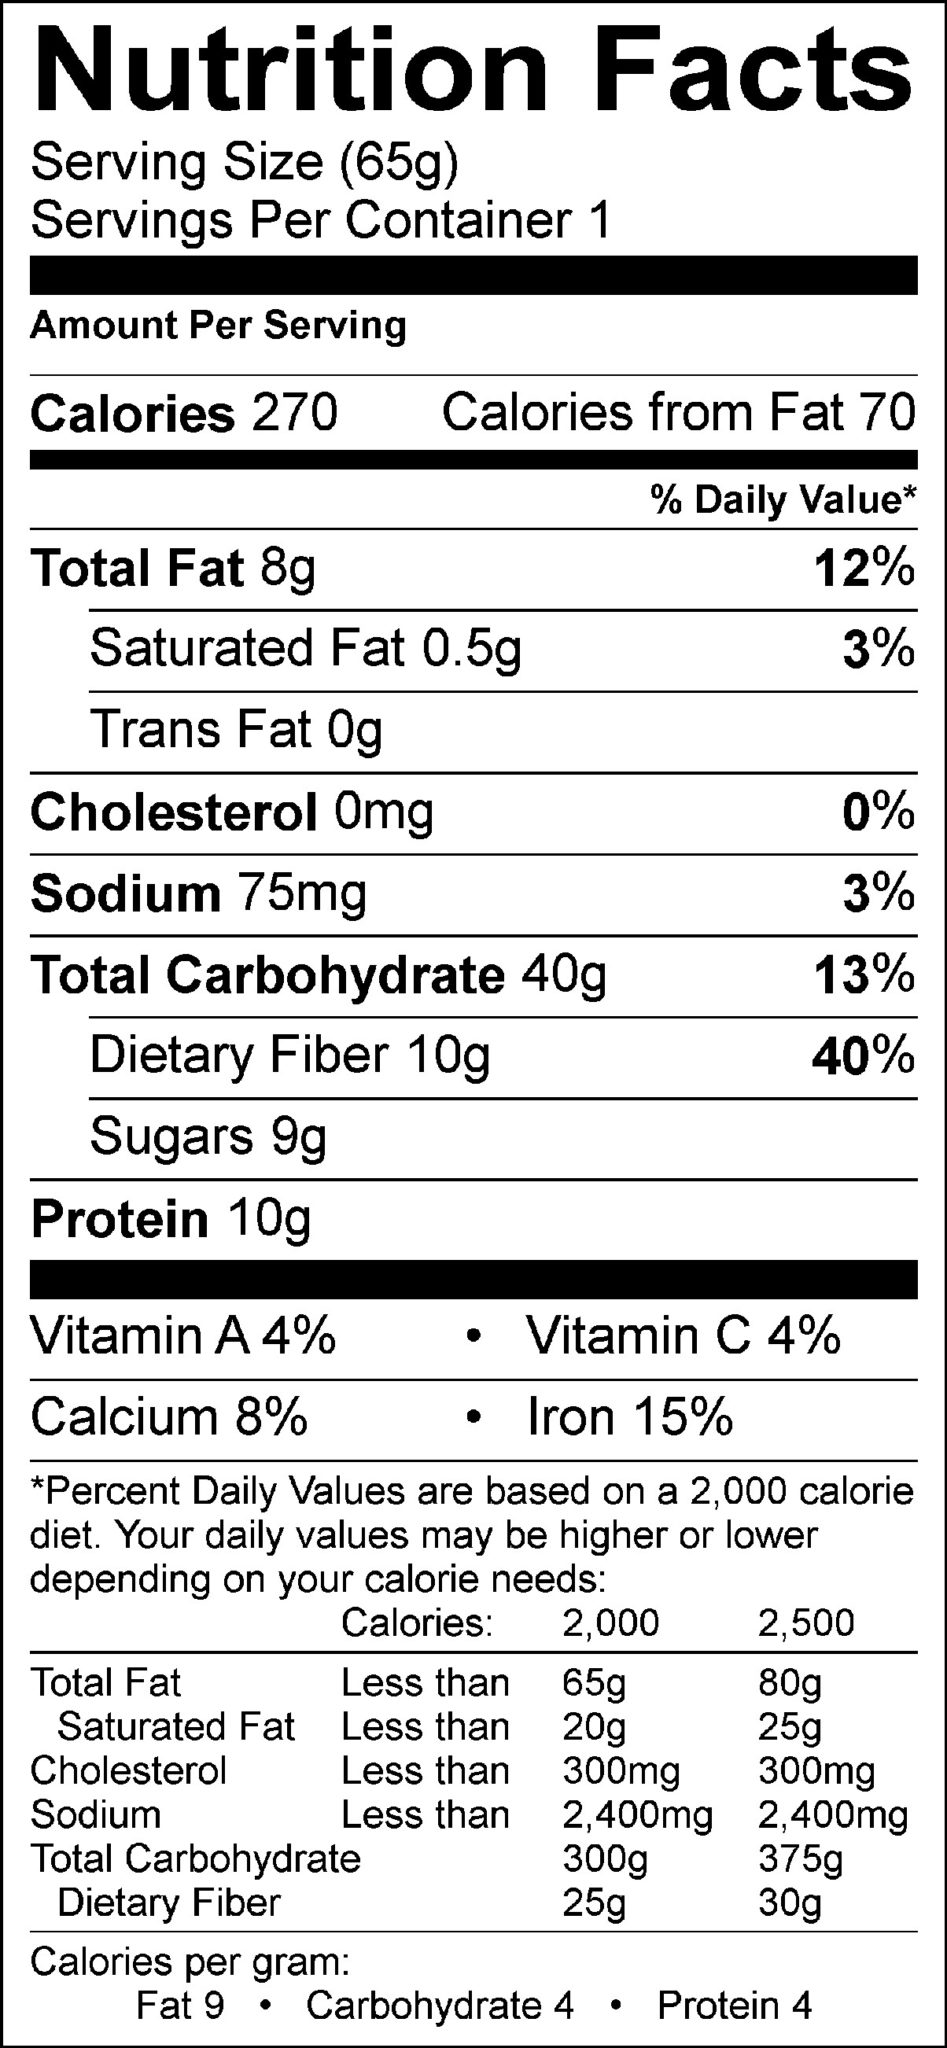 Nutrition Facts
Serving Size (65g)
Servings Per Container 1
Amount Per Serving
Calories 270 Calories from Fat 70
% Daily Value*
Total Fat 8g 12%
Saturated Fat 0.5g 3%
Trans Fat 0g
Cholesterol 0mg 0%
Sodium 75mg 3%
Total Carbohydrate 40g 13%
Dietary Fiber 10g 40%
Sugars 9g
Protein 10g
Vitamin A 4% • Vitamin C 4%
Calcium 8% • Iron 15%
*Percent Daily Values are based on a 2,000 calorie
diet. Your daily values may be higher or lower
depending on your calorie needs:
Calories: 2,000 2,500
Total Fat Less than 65g 80g
Saturated Fat Less than 20g 25g
Cholesterol Less than 300mg 300mg
Sodium Less than 2,400mg 2,400mg
Total Carbohydrate 300g 375g
Dietary Fiber 25g 30g
Calories per gram:
Fat 9 • Carbohydrate 4 • Protein 4